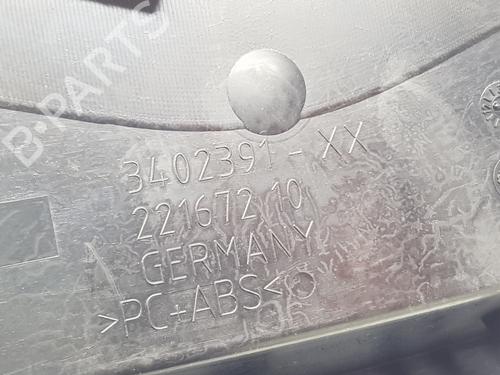 B-PARTS
3402391-XX
221672 10
GERMANY
>PC+ABS<